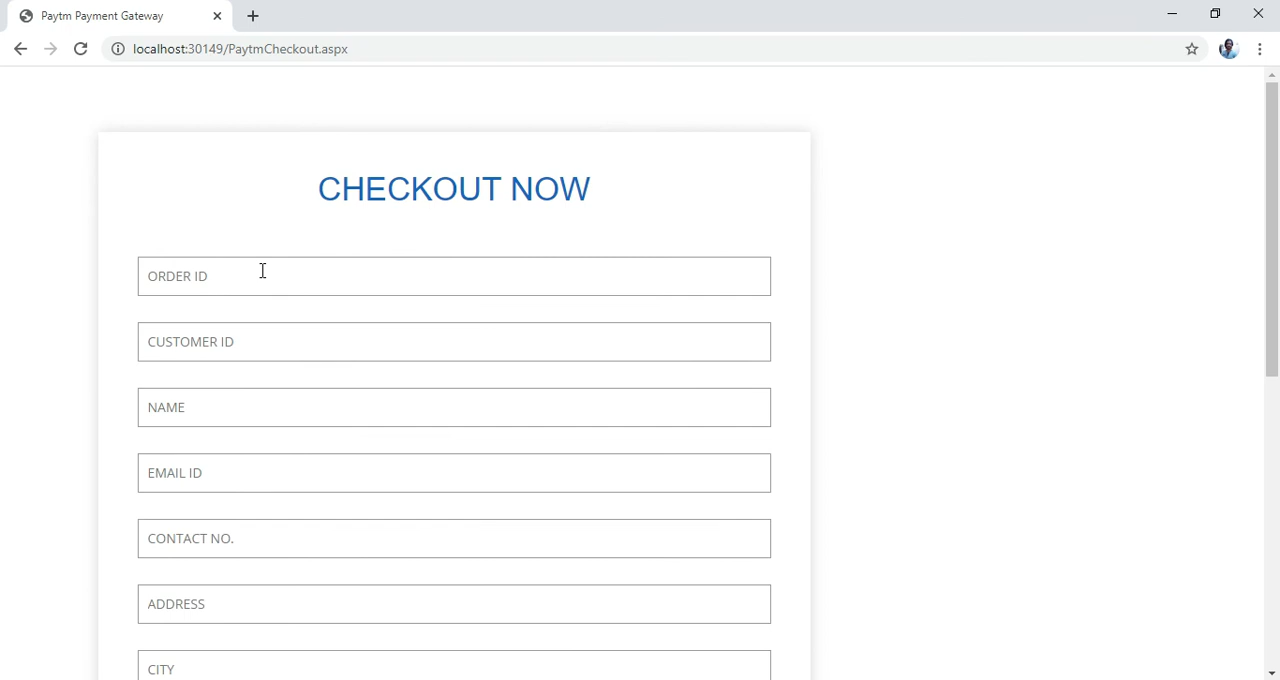 Paytm Payment Gateway
localhost:30149/PaytmCheckout.aspx
CHECKOUT NOW
ORDER ID
CUSTOMER ID
NAME
EMAIL ID
CONTACT NO.
ADDRESS
CITY